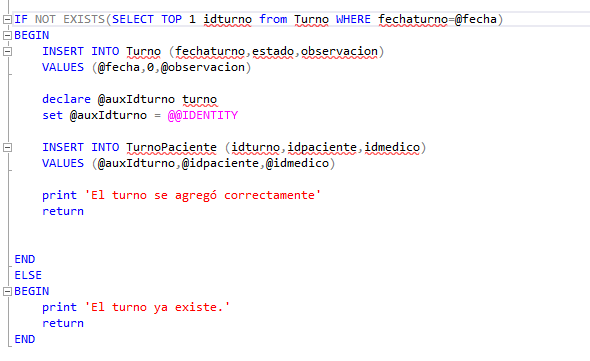 IF NOT EXISTS(SELECT TOP 1 idturno from Turno WHERE fechaturno=@fecha)
BEGIN
INSERT INTO Turno (fechaturno,estado,observacion)
VALUES (@fecha,0,@observacion)
declare @auxIdturno turno
set @auxIdturno = @@IDENTITY
INSERT INTO TurnoPaciente (idturno,idpaciente,idmedico)
VALUES (@auxIdturno,@idpaciente,@idmedico)
print 'El turno se agregó correctamente'
return
END
ELSE
BEGIN
print 'El turno ya existe.'
return
END